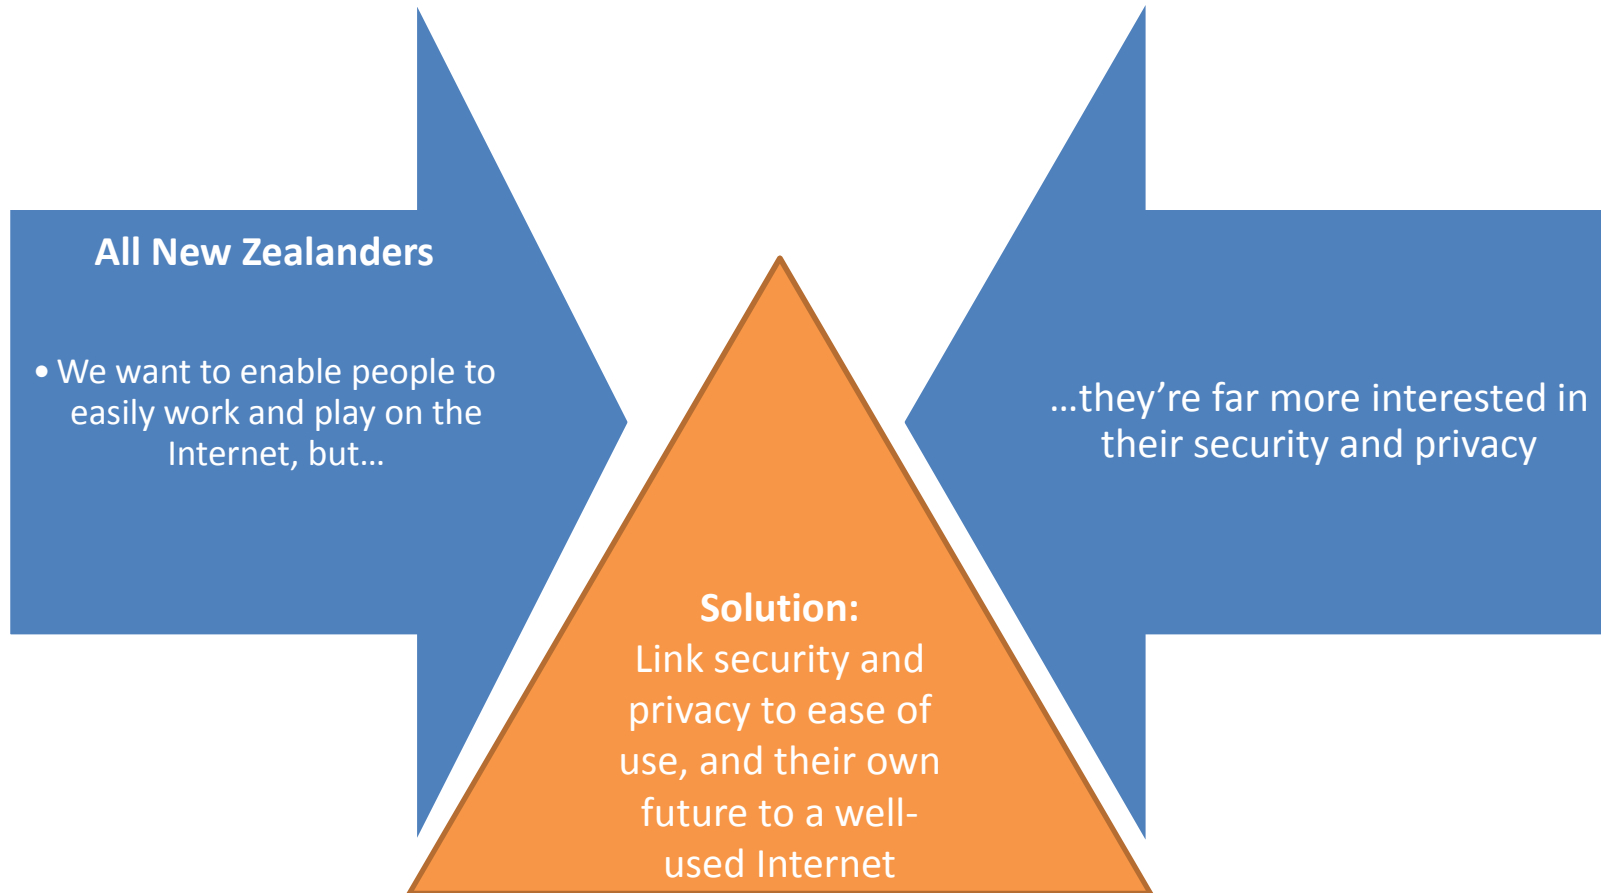 All New Zealanders
• We want to enable people to
easily work and play on the
Internet, but…
…they’re far more interested in
their security and privacy
Solution:
Link security and
privacy to ease of
use, and their own
future to a well-
used Internet